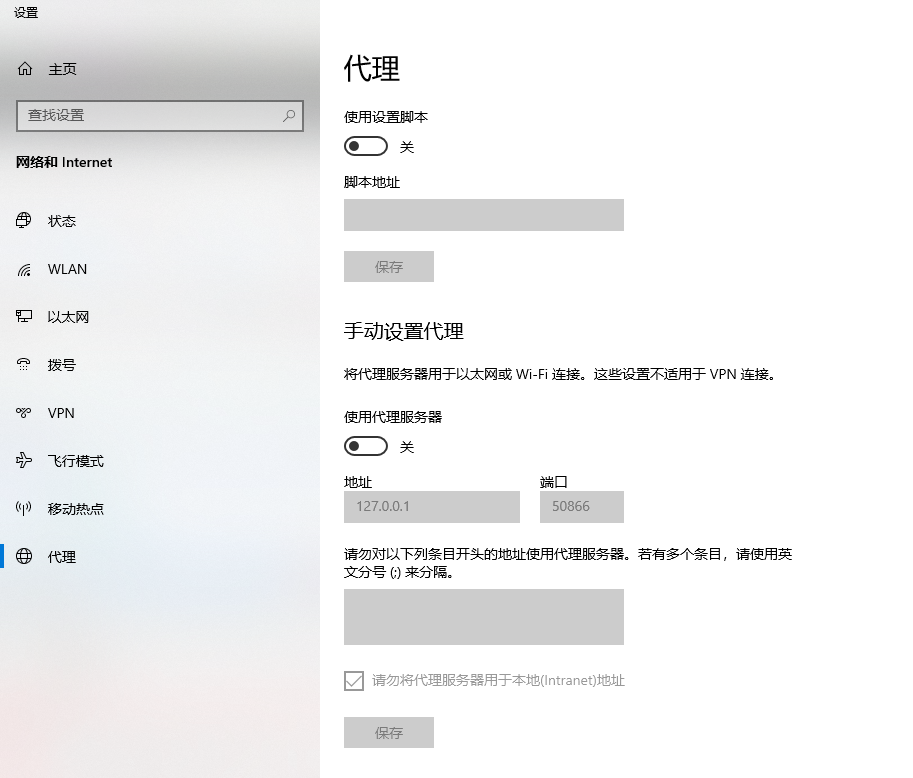 设置
主页
查找设置
网络和 Internet
状态
WLAN
以太网
拨号
VPN
飞行模式
移动热点
代理
代理
使用设置脚本
关
脚本地址
保存
手动设置代理
将代理服务器用于以太网或 Wi-Fi 连接。这些设置不适用于 VPN 连接。
使用代理服务器
关
地址
端口
127.0.0.1
50866
请勿对以下列条目开头的地址使用代理服务器。若有多个条目，请使用英
文分号 (;) 来分隔。
请勿将代理服务器用于本地(Intranet)地址
保存